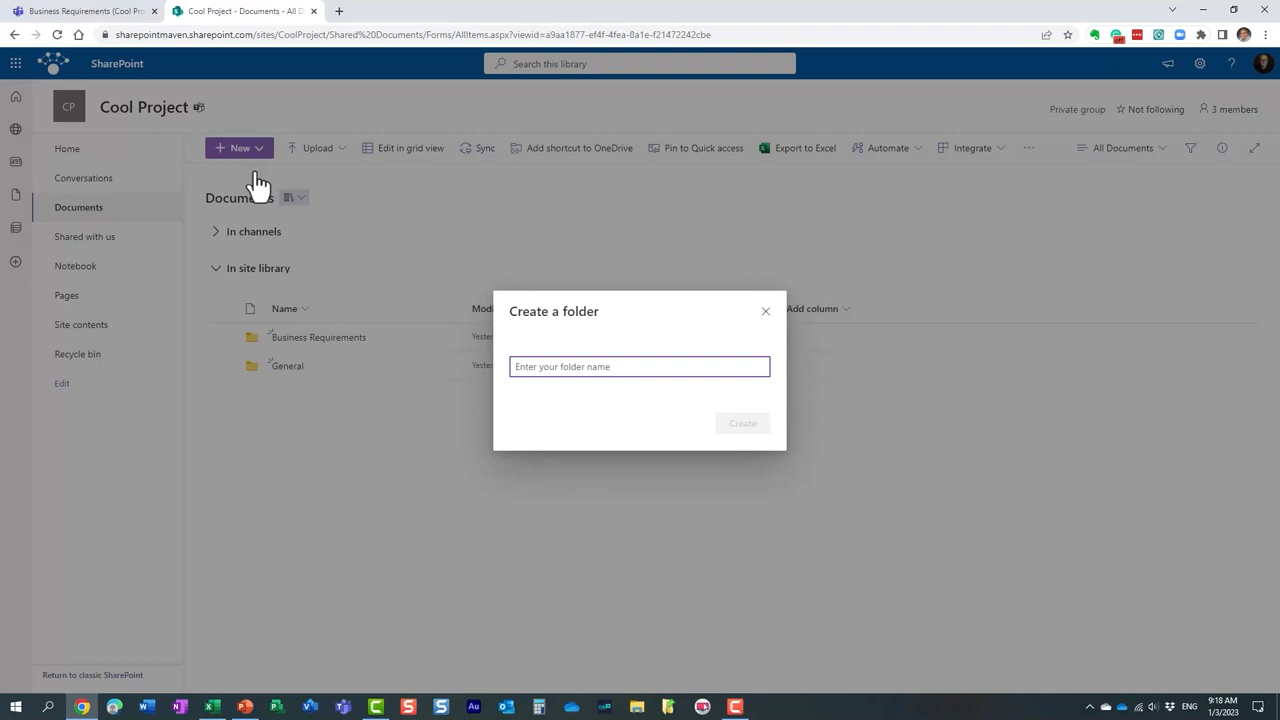 Business Requirements (Cool Pro
Cool Project - Documents - All D
sharepointmaven.sharepoint.com/sites/CoolProject/Shared%20Documents/Forms/AllItems.aspx?viewid=a9aa1877-ef4f-4fea-8a1e-f21472242cbe
SharePoint
Search this library
CP
Cool Project
Private group
Not following
3 members
Home
Conversations
Documents
Shared with us
Notebook
Pages
Site contents
Recycle bin
Edit
Return to classic SharePoint
New
Upload
Edit in grid view
Sync
Add shortcut to OneDrive
Pin to Quick access
Export to Excel
Automate
Integrate
All Documents
Documents
In channels
In site library
Name
Modi
Add column
Business Requirements
Yester
General
Yester
Create a folder
Enter your folder name
Create
ENG
9:18 AM
1/3/2023